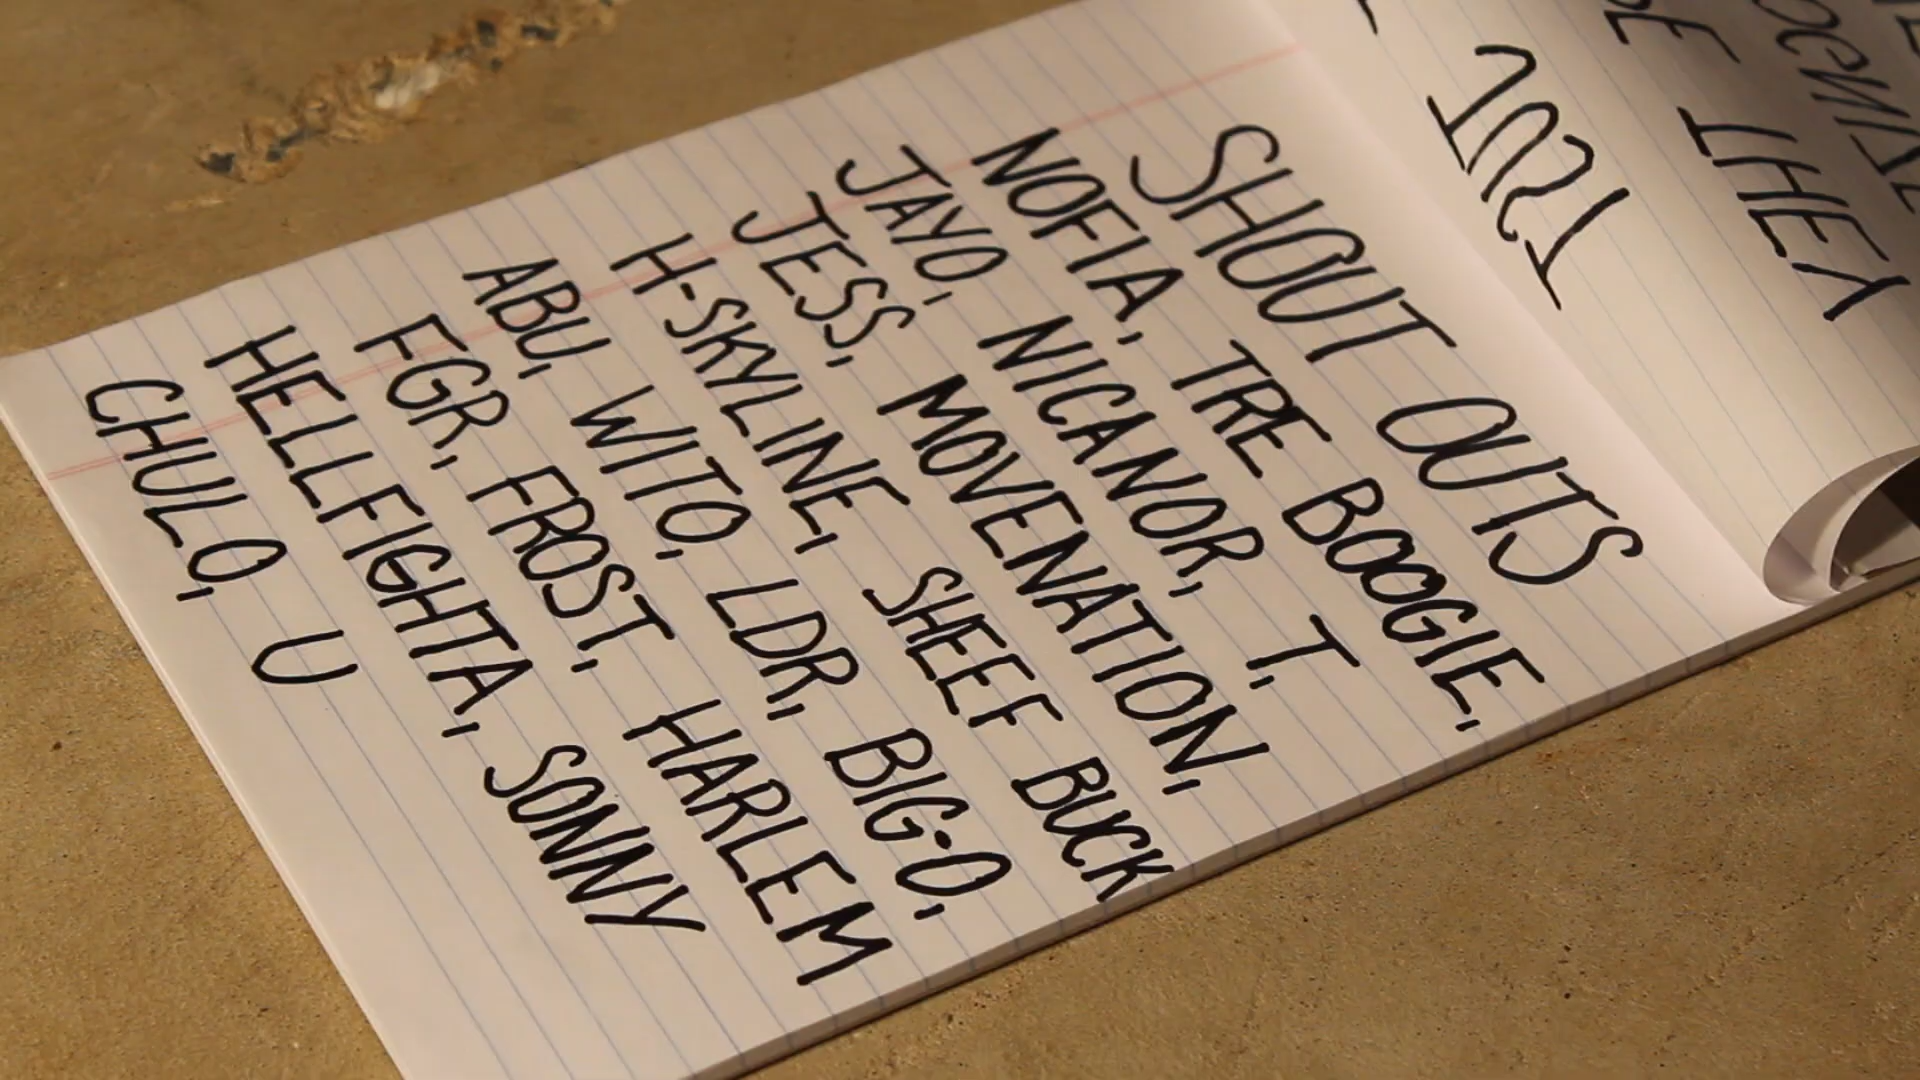 SHOUT OUTS
NOFIA, TRE BOOGIE,
JAYO, NICANOR, T,
JESS, MOVENATION,
H-SKYLINE, SHEEF BUCK
ABU, WITO, LDR, BIG-O,
FGR, FROST, HARLEM
HELLFIGHTA, SONNY
CHULO, U